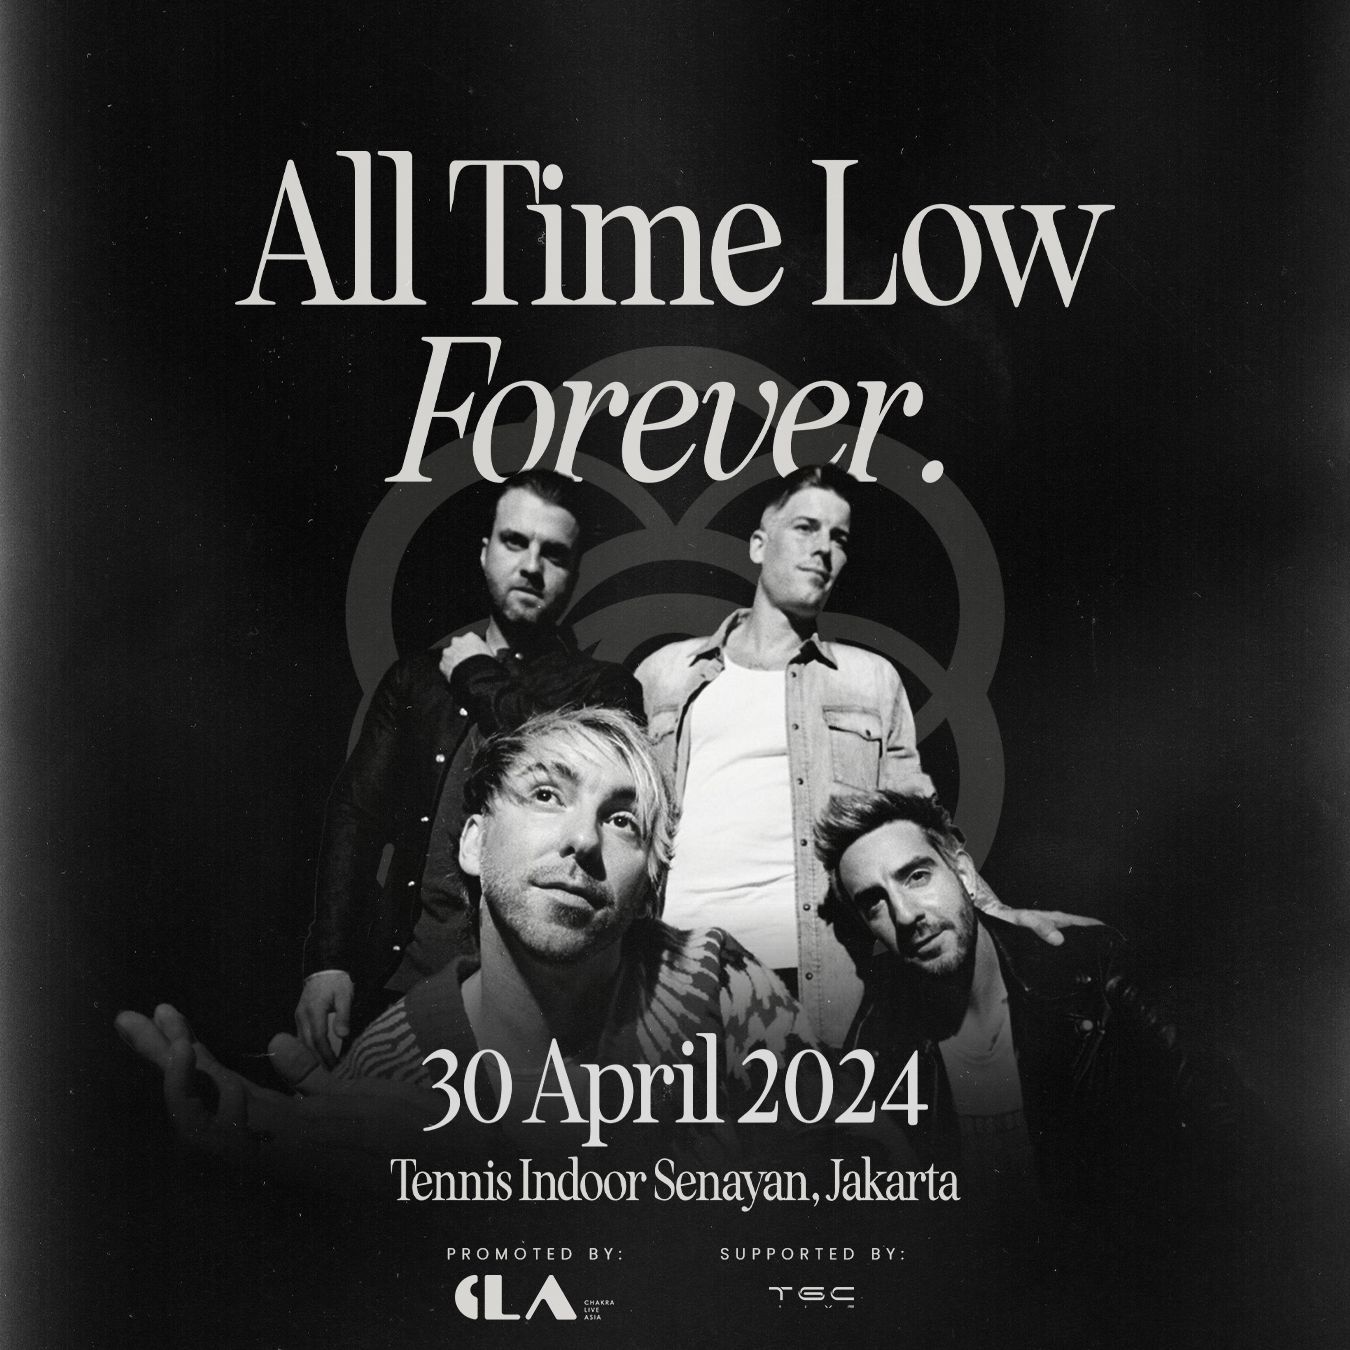 All Time Low
Forever.
30 April 2024
Tennis Indoor Senayan, Jakarta
PROMOTED BY:
SUPPORTED BY:
CLA
CHAKRA
LIVE
ASIA
TGC
LIVE